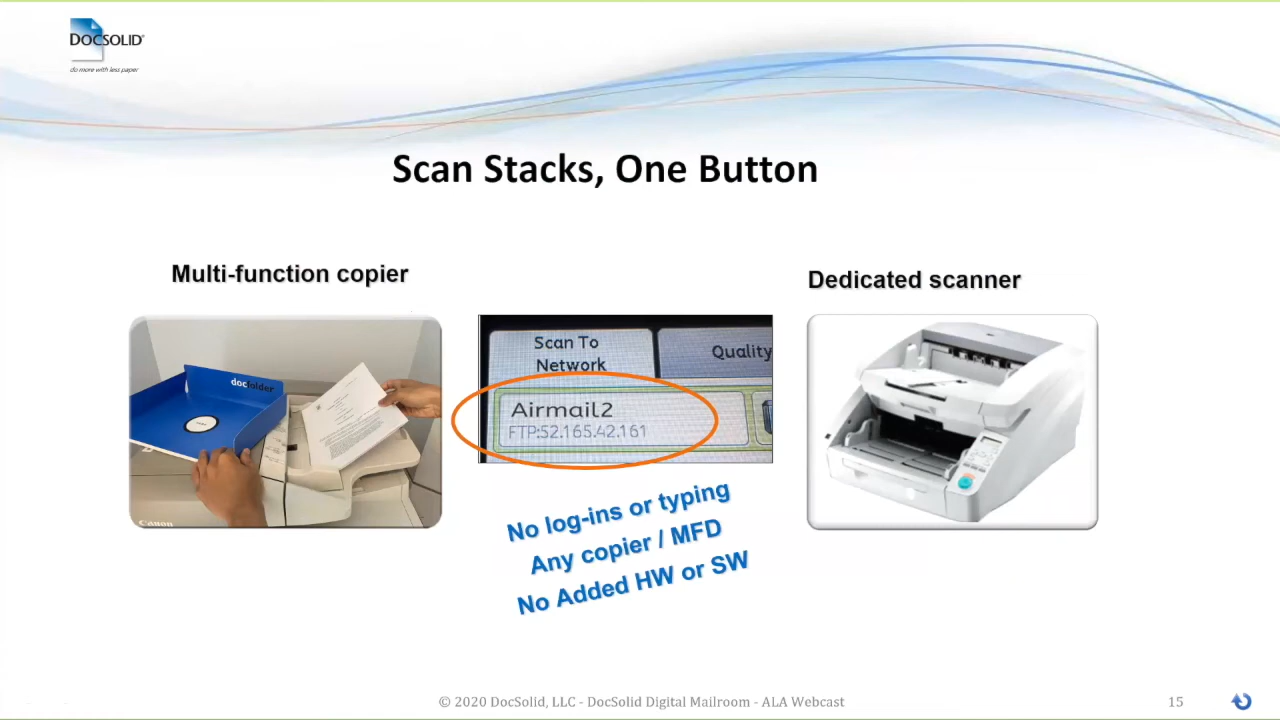 DOCSOLID®
do more with less paper
Scan Stacks, One Button
Multi-function copier
Dedicated scanner
docfolder
Canon
Scan To
Network
Quality
Airmail2
FTP:52.165.42.161
No log-ins or typing
Any copier / MFD
No Added HW or SW
© 2020 DocSolid, LLC - DocSolid Digital Mailroom - ALA Webcast
15